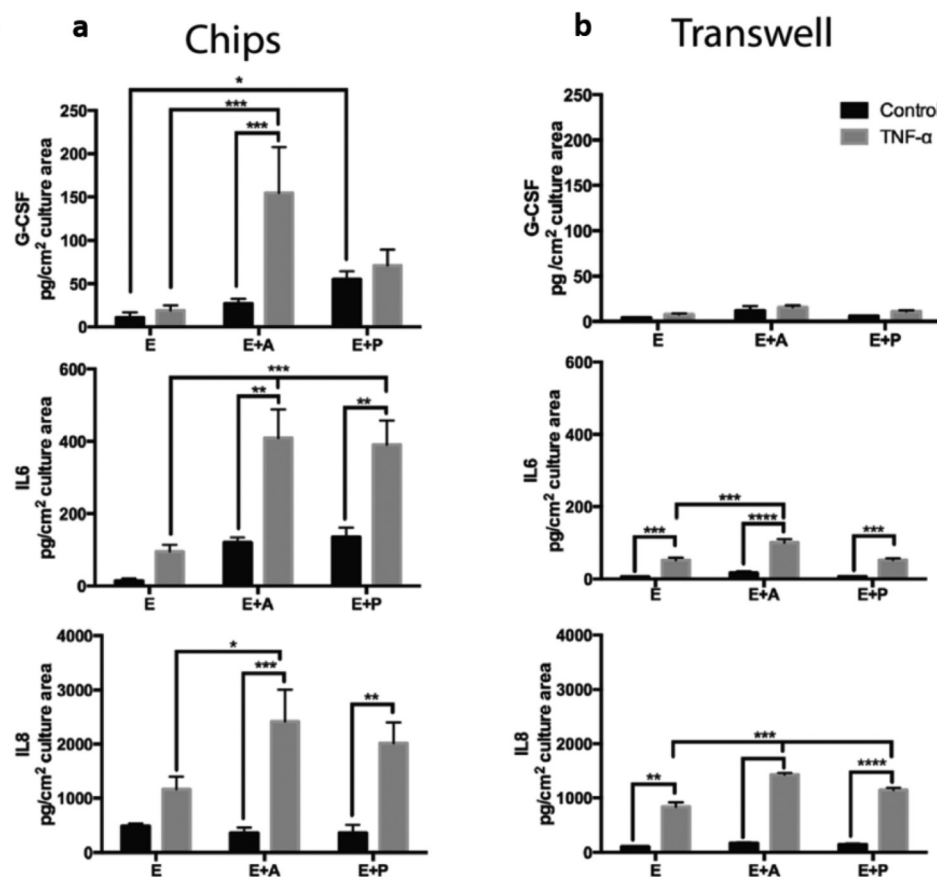 a
Chips
*
***
***
250
200
150
100
50
0
G-CSF
pg/cm² culture area
E
E+A
E+P
***
**
**
600
400
200
0
IL6
pg/cm² culture area
E
E+A
E+P
*
***
**
4000
3000
2000
1000
0
IL8
pg/cm² culture area
E
E+A
E+P
b
Transwell
Control
TNF-α
250
200
150
100
50
0
G-CSF
pg /cm² culture area
E
E+A
E+P
600
400
200
0
IL6
pg/cm² culture area
***
***
****
***
E
E+A
E+P
4000
3000
2000
1000
0
IL8
pg/cm² culture area
***
**
****
E
E+A
E+P